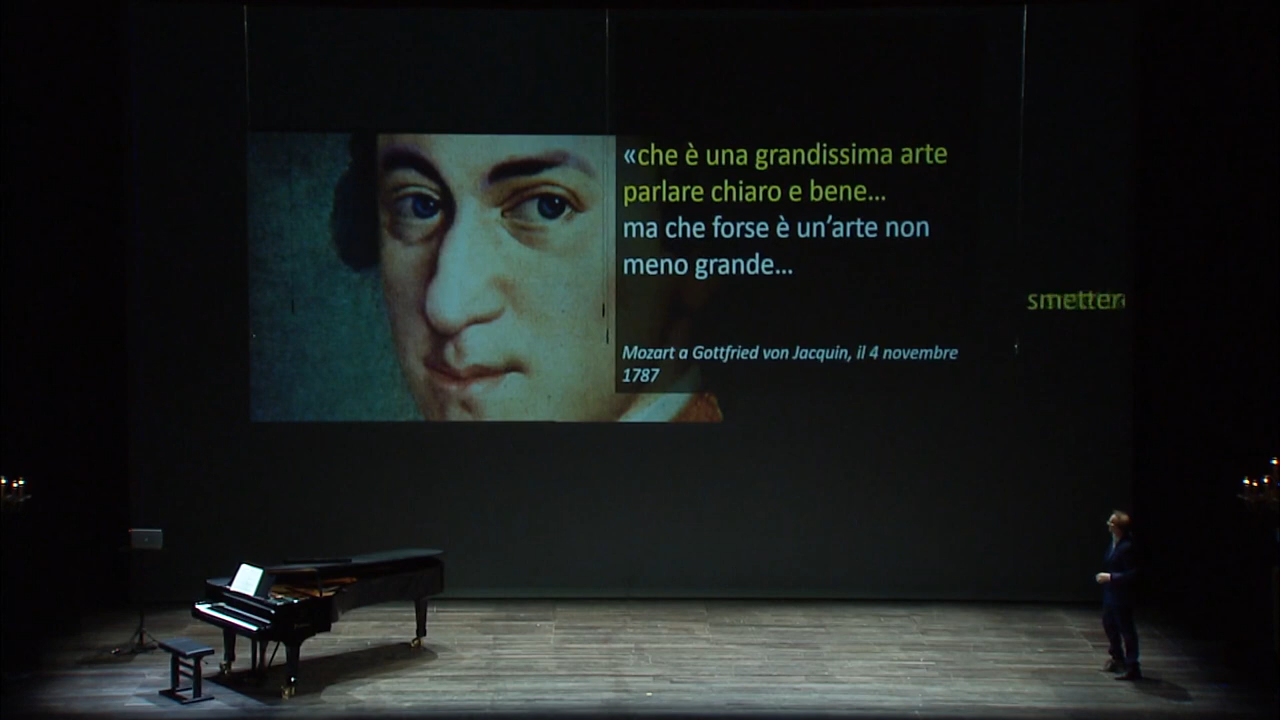 «che è una grandissima arte
parlare chiaro e bene…
ma che forse è un'arte non
meno grande…
smetter
Mozart a Gottfried von Jacquin, il 4 novembre
1787